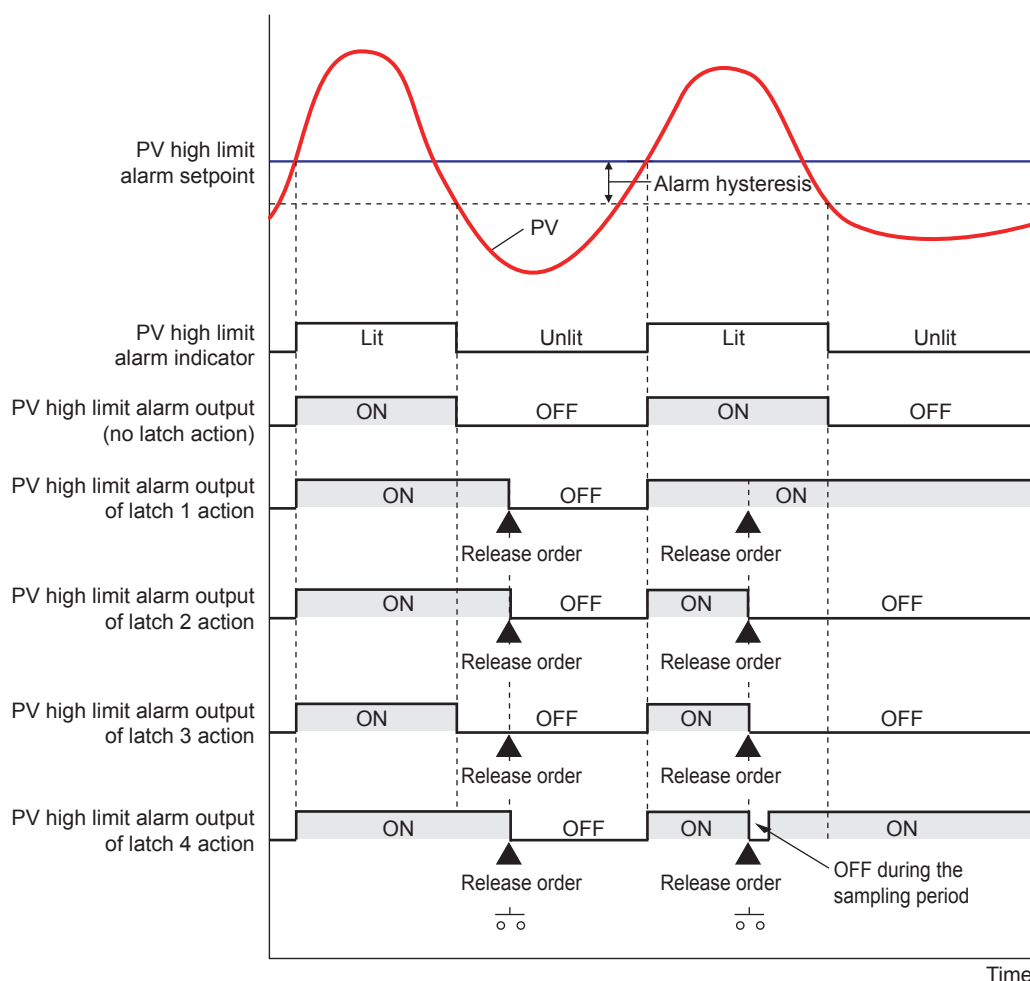 PV high limit
alarm setpoint
Alarm hysteresis
PV
PV high limit
alarm indicator
Lit
Unlit
Lit
Unlit
PV high limit alarm output
(no latch action)
ON
OFF
ON
OFF
PV high limit alarm output
of latch 1 action
ON
OFF
ON
Release order
Release order
PV high limit alarm output
of latch 2 action
ON
OFF
ON
OFF
Release order
Release order
PV high limit alarm output
of latch 3 action
ON
OFF
ON
OFF
Release order
Release order
PV high limit alarm output
of latch 4 action
ON
OFF
ON
ON
OFF during the
sampling period
Release order
Release order
Time